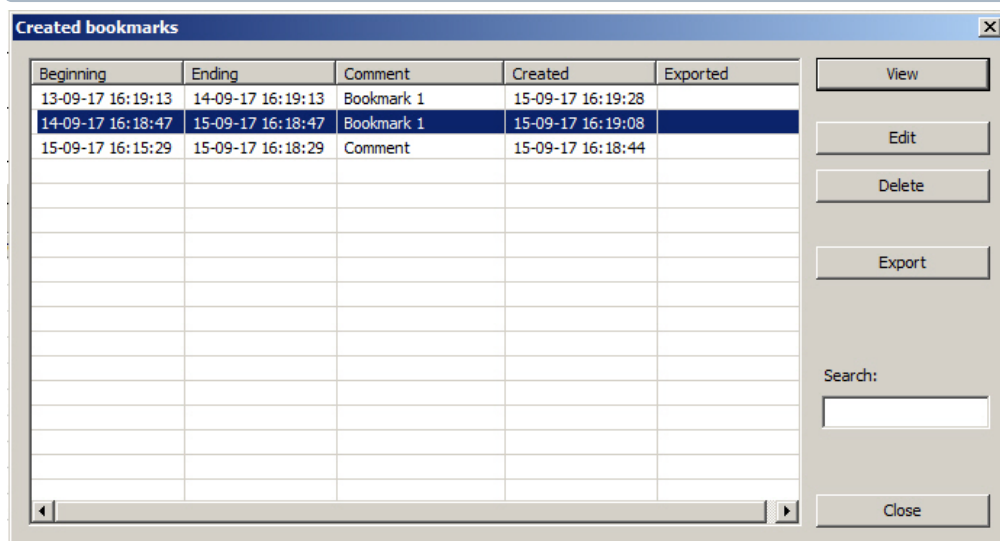 Created bookmarks
Beginning Ending Comment Created Exported
13-09-17 16:19:13 14-09-17 16:19:13 Bookmark 1 15-09-17 16:19:28
14-09-17 16:18:47 15-09-17 16:18:47 Bookmark 1 15-09-17 16:19:08
15-09-17 16:15:29 15-09-17 16:18:29 Comment 15-09-17 16:18:44
View
Edit
Delete
Export
Search:
Close